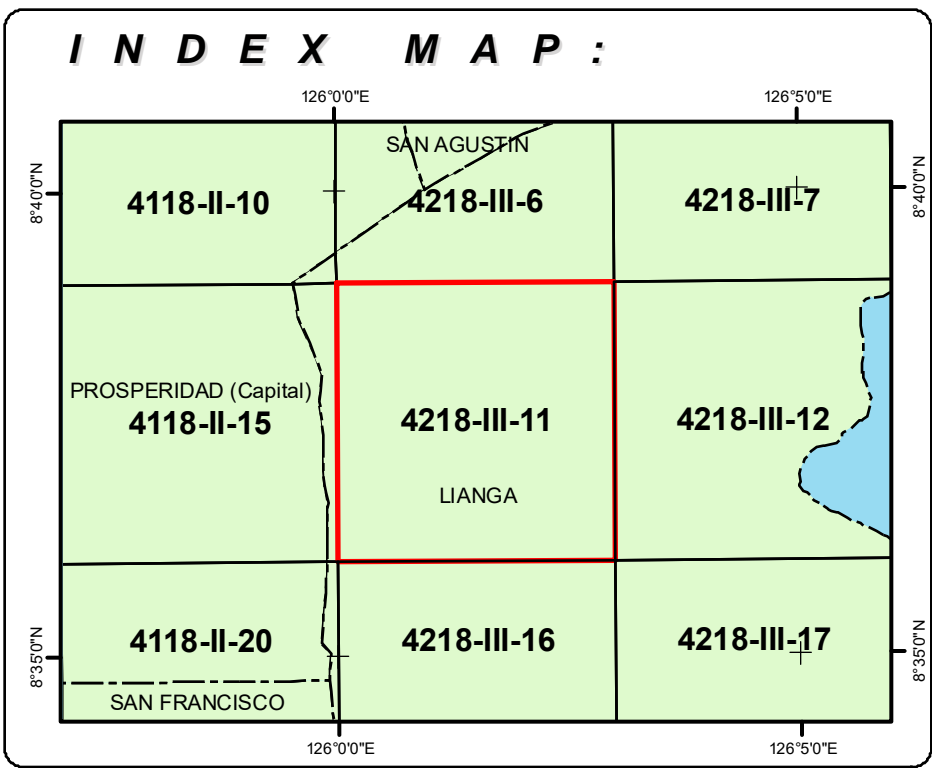 INDEX MAP:
126°0'0"E 126°5'0"E
SAN AGUSTIN
8°40'0"N 4118-II-10 4218-III-6 4218-III-7 8°40'0"N
PROSPERIDAD (Capital)
4118-II-15 4218-III-11 4218-III-12
LIANGA
8°35'0"N 4118-II-20 4218-III-16 4218-III-17 8°35'0"N
SAN FRANCISCO
126°0'0"E 126°5'0"E